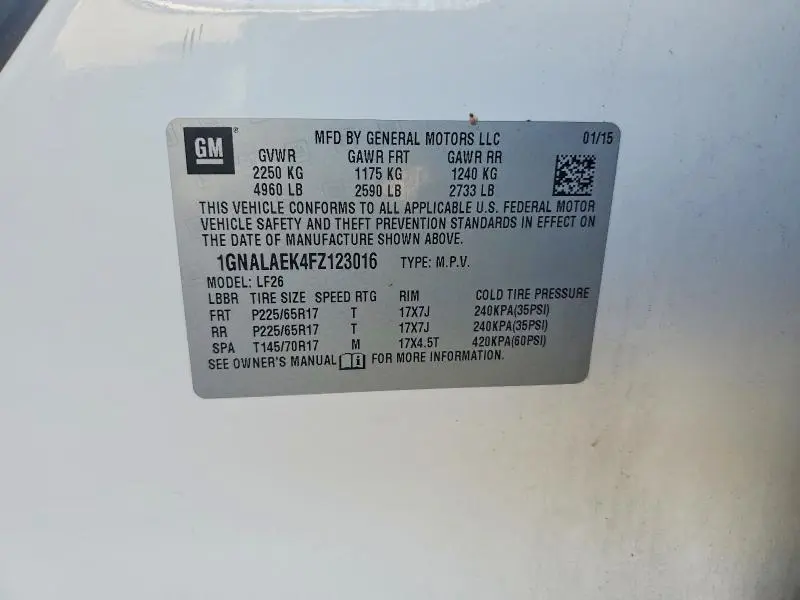 GM MFD BY GENERAL MOTORS LLC 01/15
GVWR GAWR FRT GAWR RR
2250 KG 1175 KG 1240 KG
4960 LB 2590 LB 2733 LB
THIS VEHICLE CONFORMS TO ALL APPLICABLE U.S. FEDERAL MOTOR
VEHICLE SAFETY AND THEFT PREVENTION STANDARDS IN EFFECT ON
THE DATE OF MANUFACTURE SHOWN ABOVE.
1GNALAEK4FZ123016 TYPE: M.P.V.
MODEL: LF26
LBBR TIRE SIZE SPEED RTG RIM COLD TIRE PRESSURE
FRT P225/65R17 T 17X7J 240KPA(35PSI)
RR P225/65R17 T 17X7J 240KPA(35PSI)
SPA T145/70R17 M 17X4.5T 420KPA(60PSI)
SEE OWNER'S MANUAL i FOR MORE INFORMATION.